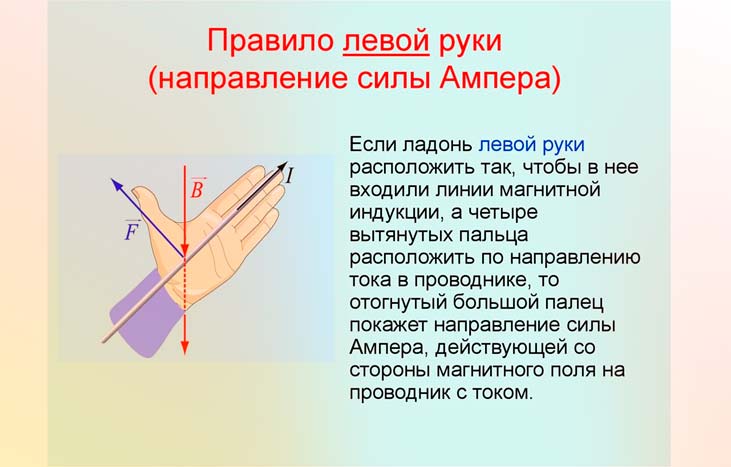 Правило левой руки
(направление силы Ампера)
Если ладонь левой руки
расположить так, чтобы в нее
входили линии магнитной
индукции, а четыре
вытянутых пальца
расположить по направлению
тока в проводнике, то
отогнутый большой палец
покажет направление силы
Ампера, действующей со
стороны магнитного поля на
проводник с током.
F
B
I